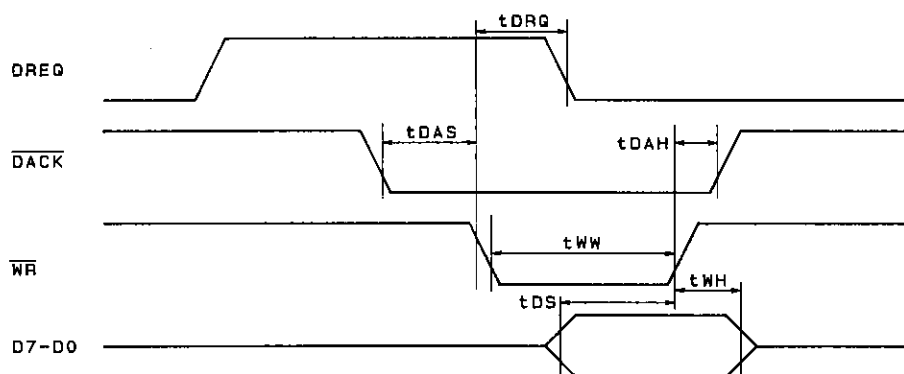 tDRQ
DREQ
tDAS
tDAH
DACK
tWW
WR
tWH
tDS
D7-D0